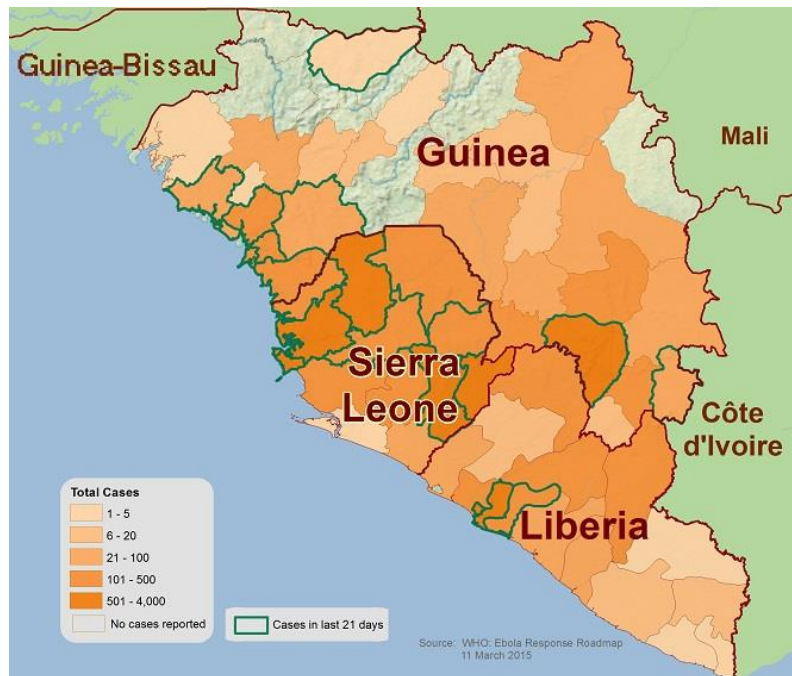 Guinea-Bissau
Guinea
Mali
Sierra
Leone
Côte
d'Ivoire
Liberia
Total Cases
1 - 5
6 - 20
21 - 100
101 - 500
501 - 4,000
No cases reported
Cases in last 21 days
Source: WHO: Ebola Response Roadmap
11 March 2015